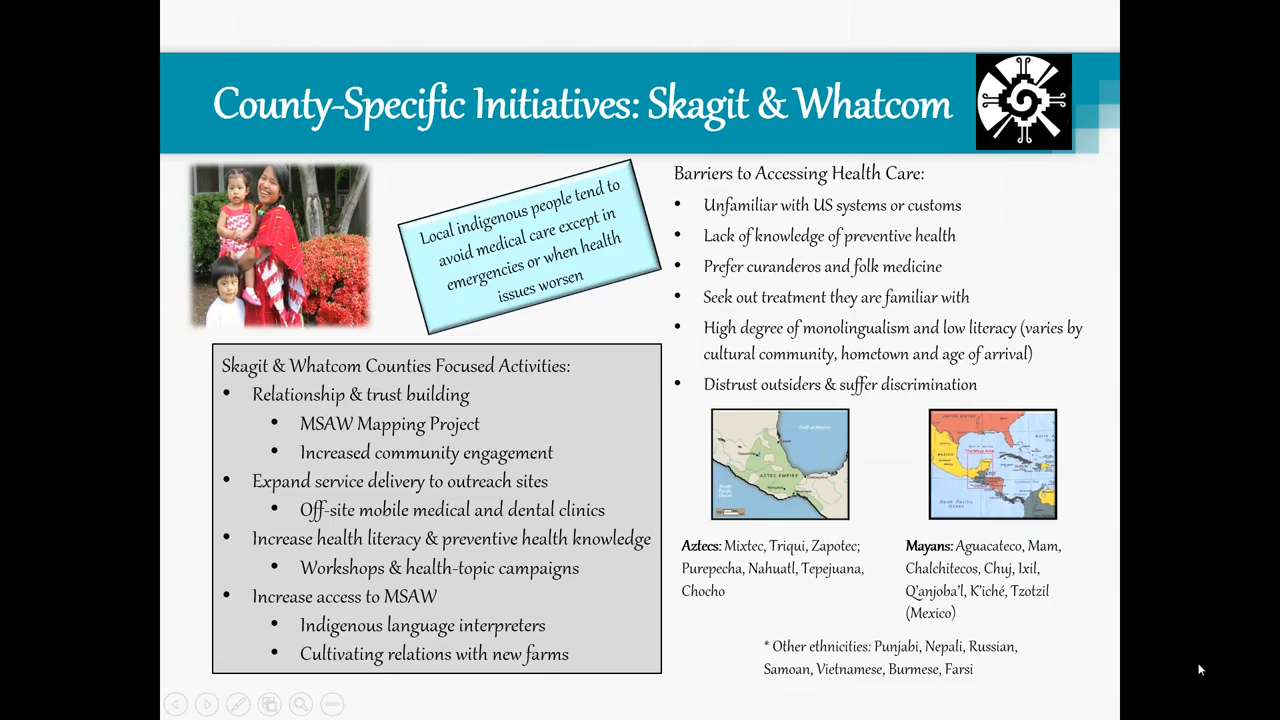 County-Specific Initiatives: Skagit & Whatcom
Local indigenous people tend to
avoid medical care except in
emergencies or when health
issues worsen
Skagit & Whatcom Counties Focused Activities:
• Relationship & trust building
• MSAW Mapping Project
• Increased community engagement
• Expand service delivery to outreach sites
• Off-site mobile medical and dental clinics
• Increase health literacy & preventive health knowledge
• Workshops & health-topic campaigns
• Increase access to MSAW
• Indigenous language interpreters
• Cultivating relations with new farms
Barriers to Accessing Health Care:
• Unfamiliar with US systems or customs
• Lack of knowledge of preventive health
• Prefer curanderos and folk medicine
• Seek out treatment they are familiar with
• High degree of monolingualism and low literacy (varies by
cultural community, hometown and age of arrival)
• Distrust outsiders & suffer discrimination
Gulf of Mexico
AZTEC EMPIRE
Aztecs: Mixtec, Triqui, Zapotec;
Purepecha, Nahuatl, Tepejuana,
Chocho
Mayans: Aguacateco, Mam,
Chalchitecos, Chuj, Ixil,
Q'anjoba'l, K'iché, Tzotzil
(Mexico)
* Other ethnicities: Punjabi, Nepali, Russian,
Samoan, Vietnamese, Burmese, Farsi